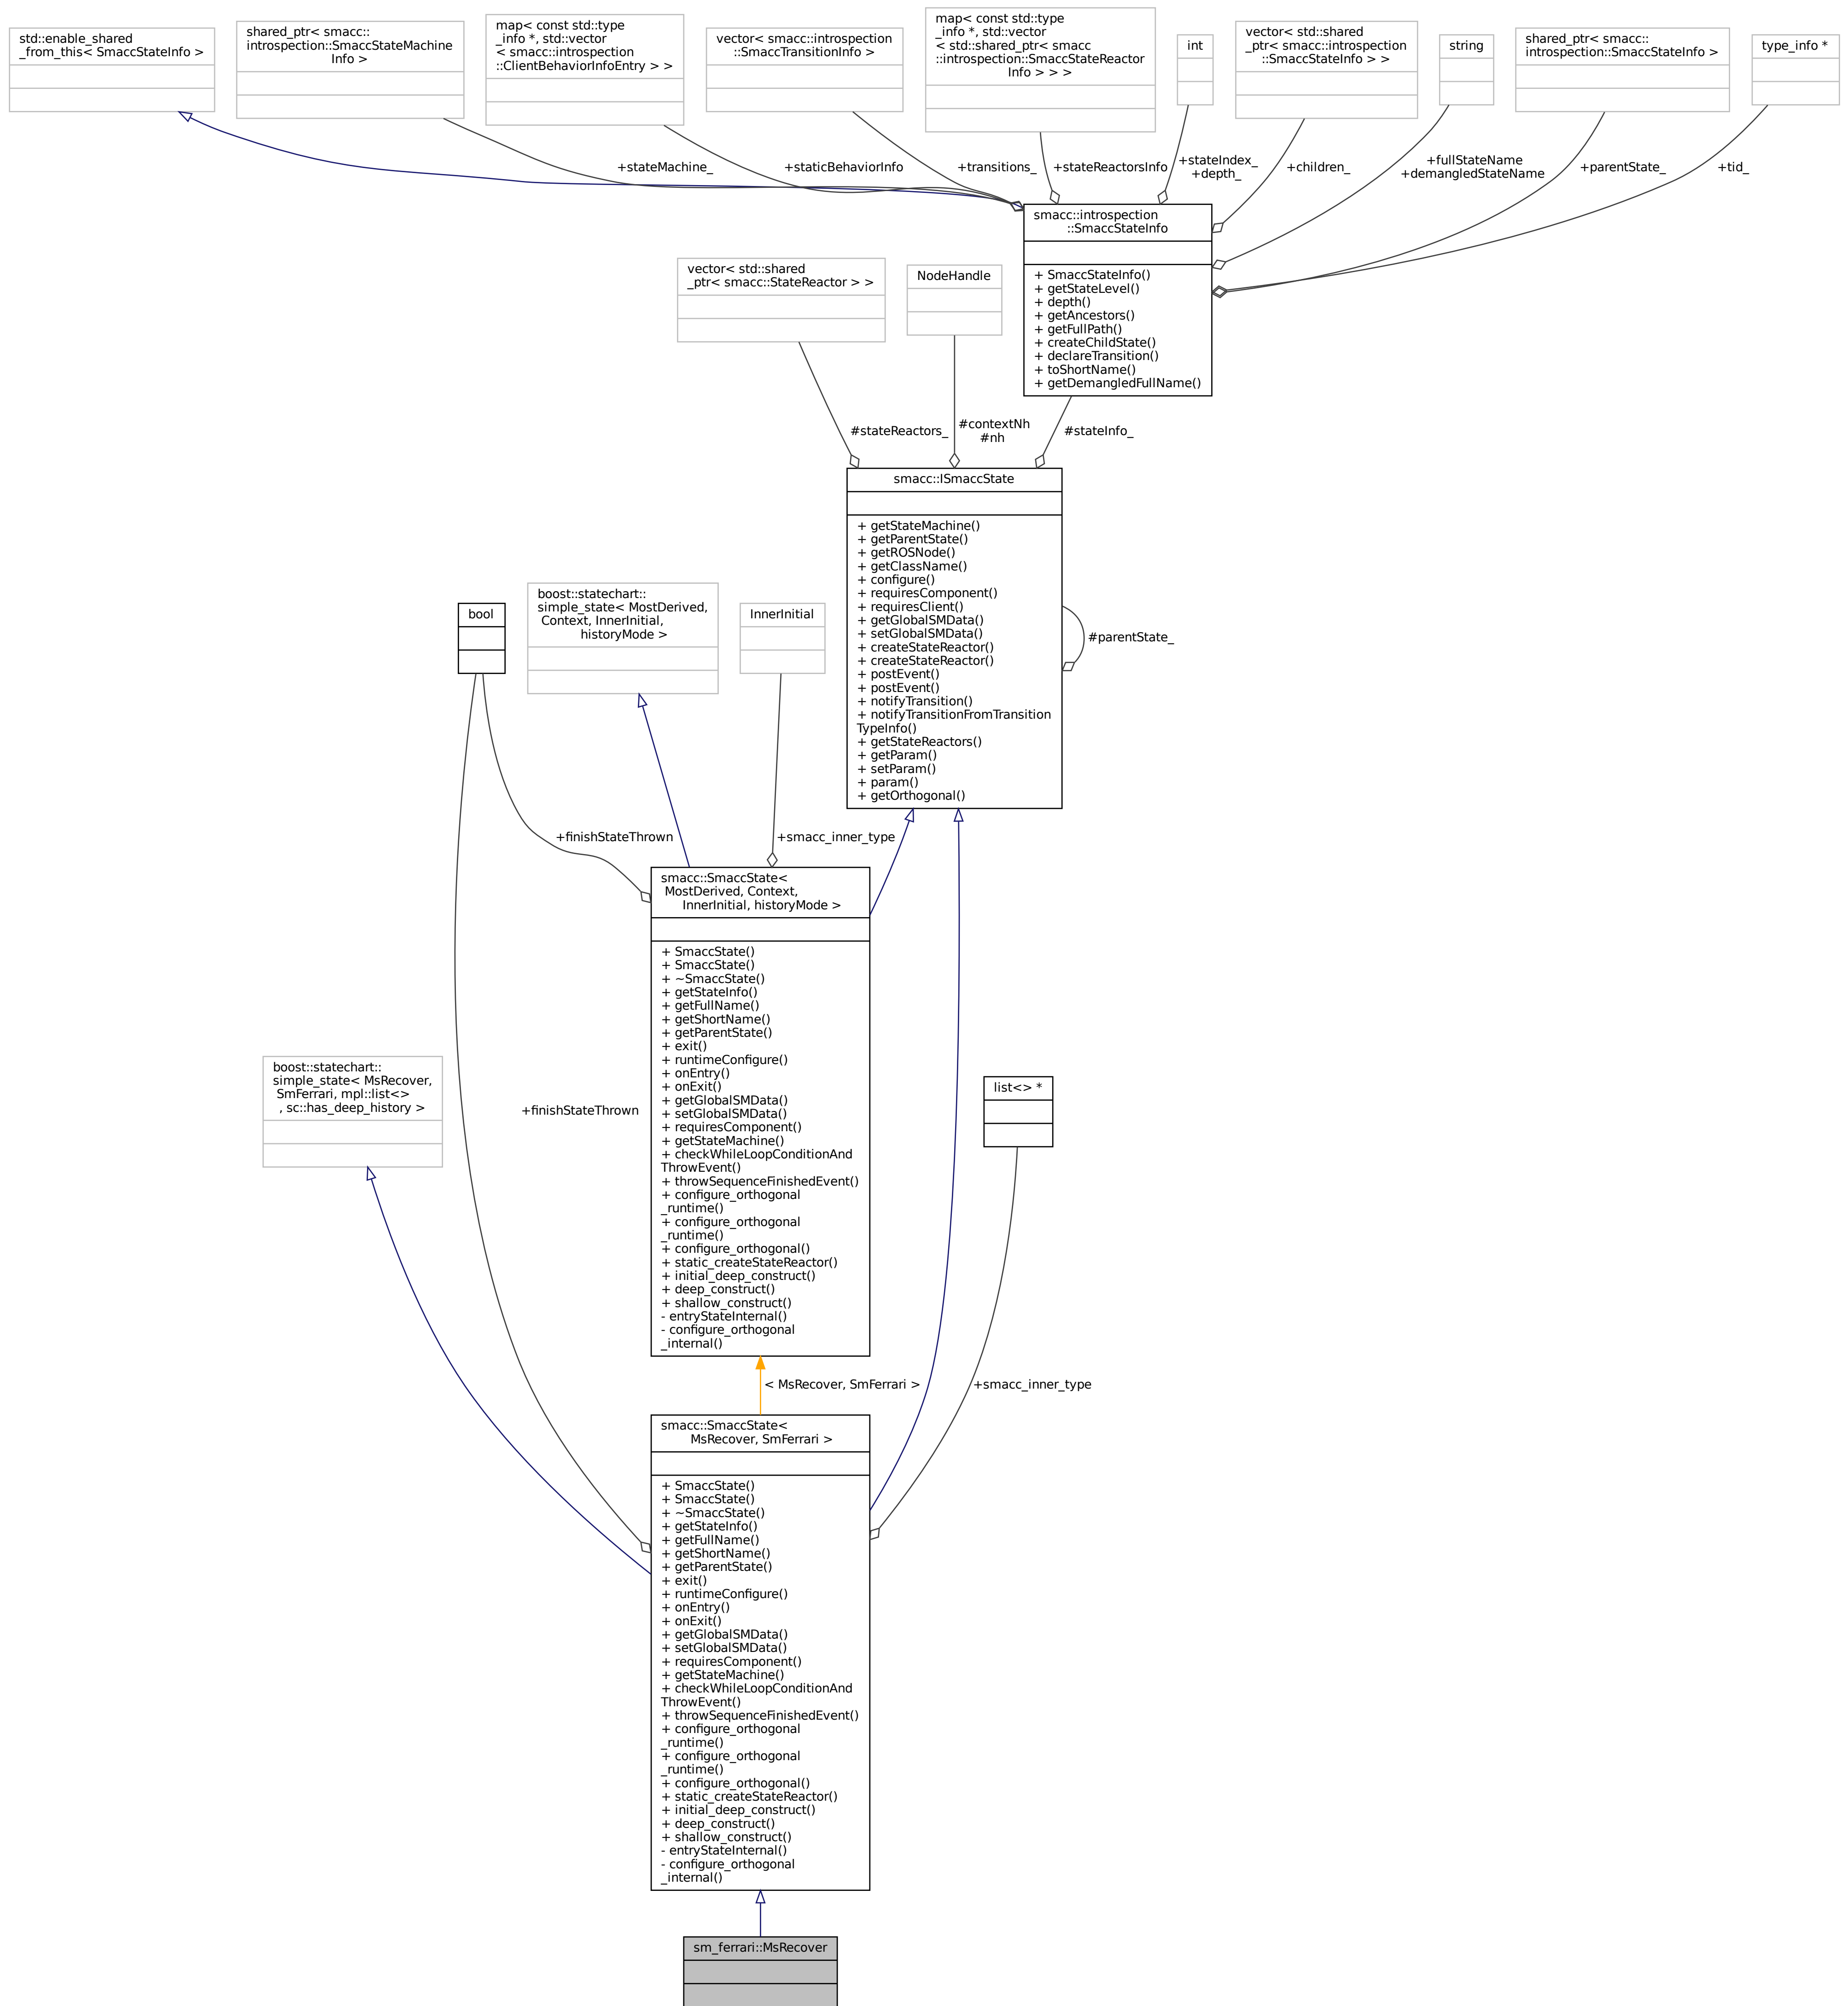 std::enable_shared
_from_this< SmaccStateInfo >
shared_ptr< smacc::
introspection::SmaccStateMachine
Info >
map< const std::type
_info *, std::vector
< smacc::introspection
::ClientBehaviorInfoEntry > >
vector< smacc::introspection
::SmaccTransitionInfo >
map< const std::type
_info *, std::vector
< std::shared_ptr< smacc
::introspection::SmaccStateReactor
Info > > >
int
vector< std::shared
_ptr< smacc::introspection
::SmaccStateInfo > >
string
shared_ptr< smacc::
introspection::SmaccStateInfo >
type_info *
+stateMachine_
+staticBehaviorInfo
+transitions_
+stateReactorsInfo
+stateIndex_
+depth_
+children_
+fullStateName
+demangledStateName
+parentState_
+tid_
smacc::introspection
::SmaccStateInfo
+ SmaccStateInfo()
+ getStateLevel()
+ depth()
+ getAncestors()
+ getFullPath()
+ createChildState()
+ declareTransition()
+ toShortName()
+ getDemangledFullName()
vector< std::shared
_ptr< smacc::StateReactor > >
NodeHandle
#stateReactors_
#contextNh
#nh
#stateInfo_
smacc::ISmaccState
+ getStateMachine()
+ getParentState()
+ getROSNode()
+ getClassName()
+ configure()
+ requiresComponent()
+ requiresClient()
+ getGlobalSMData()
+ setGlobalSMData()
+ createStateReactor()
+ createStateReactor()
+ postEvent()
+ postEvent()
+ notifyTransition()
+ notifyTransitionFromTransition
TypeInfo()
+ getStateReactors()
+ getParam()
+ setParam()
+ param()
+ getOrthogonal()
#parentState_
bool
boost::statechart::
simple_state< MostDerived,
Context, InnerInitial,
historyMode >
InnerInitial
+finishStateThrown
+smacc_inner_type
smacc::SmaccState<
MostDerived, Context,
InnerInitial, historyMode >
+ SmaccState()
+ SmaccState()
+ ~SmaccState()
+ getStateInfo()
+ getFullName()
+ getShortName()
+ getParentState()
+ exit()
+ runtimeConfigure()
+ onEntry()
+ onExit()
+ getGlobalSMData()
+ setGlobalSMData()
+ requiresComponent()
+ getStateMachine()
+ checkWhileLoopConditionAnd
ThrowEvent()
+ throwSequenceFinishedEvent()
+ configure_orthogonal
_runtime()
+ configure_orthogonal
_runtime()
+ configure_orthogonal()
+ static_createStateReactor()
+ initial_deep_construct()
+ deep_construct()
+ shallow_construct()
- entryStateInternal()
- configure_orthogonal
_internal()
boost::statechart::
simple_state< MsRecover,
SmFerrari, mpl::list<>
, sc::has_deep_history >
+finishStateThrown
list<> *
< MsRecover, SmFerrari >
+smacc_inner_type
smacc::SmaccState<
MsRecover, SmFerrari >
+ SmaccState()
+ SmaccState()
+ ~SmaccState()
+ getStateInfo()
+ getFullName()
+ getShortName()
+ getParentState()
+ exit()
+ runtimeConfigure()
+ onEntry()
+ onExit()
+ getGlobalSMData()
+ setGlobalSMData()
+ requiresComponent()
+ getStateMachine()
+ checkWhileLoopConditionAnd
ThrowEvent()
+ throwSequenceFinishedEvent()
+ configure_orthogonal
_runtime()
+ configure_orthogonal
_runtime()
+ configure_orthogonal()
+ static_createStateReactor()
+ initial_deep_construct()
+ deep_construct()
+ shallow_construct()
- entryStateInternal()
- configure_orthogonal
_internal()
sm_ferrari::MsRecover